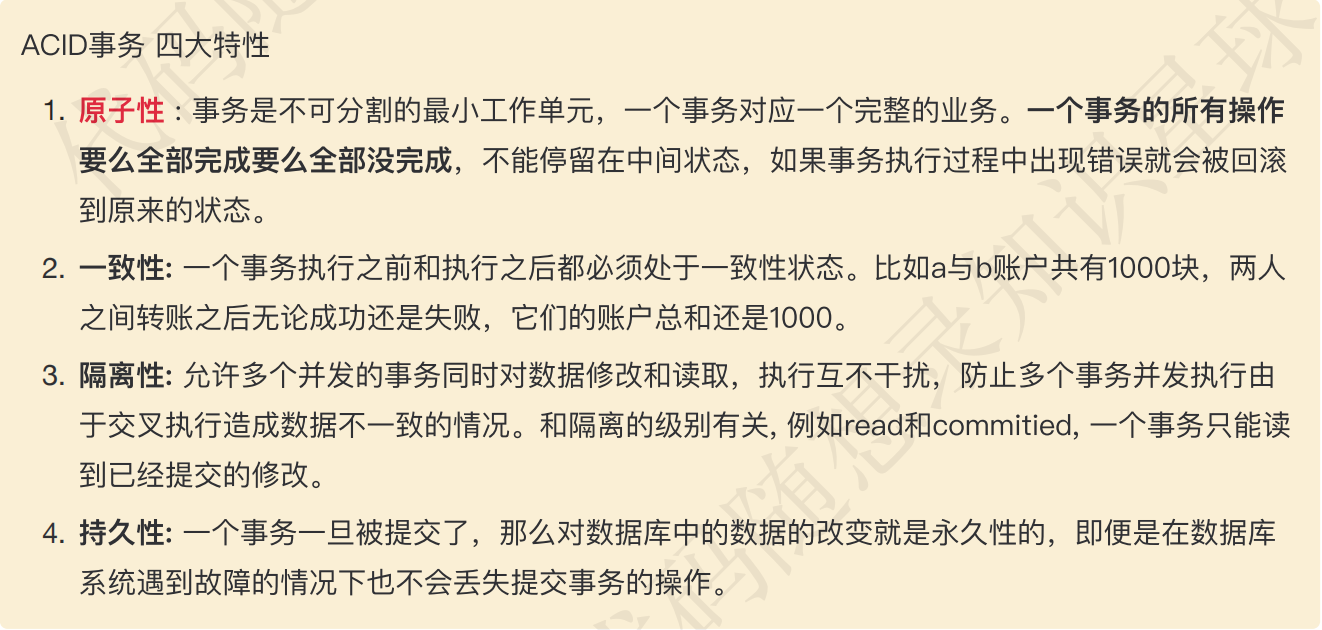 ACID事务 四大特性
1. 原子性 : 事务是不可分割的最小工作单元，一个事务对应一个完整的业务。一个事务的所有操作
要么全部完成要么全部没完成，不能停留在中间状态，如果事务执行过程中出现错误就会被回滚
到原来的状态。
2. 一致性: 一个事务执行之前和执行之后都必须处于一致性状态。比如a与b账户共有1000块，两人
之间转账之后无论成功还是失败，它们的账户总和还是1000。
3. 隔离性: 允许多个并发的事务同时对数据修改和读取，执行互不干扰，防止多个事务并发执行由
于交叉执行造成数据不一致的情况。和隔离的级别有关, 例如read和commitied, 一个事务只能读
到已经提交的修改。
4. 持久性: 一个事务一旦被提交了，那么对数据库中的数据的改变就是永久性的，即便是在数据库
系统遇到故障的情况下也不会丢失提交事务的操作。
代码随
代码随想录知识星球